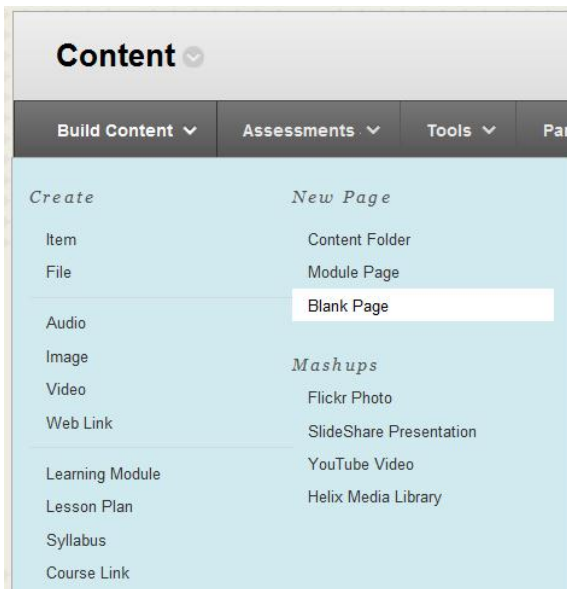 Content
Build Content
Assessments
Tools
Par
Create
Item
File
Audio
Image
Video
Web Link
Learning Module
Lesson Plan
Syllabus
Course Link
New Page
Content Folder
Module Page
Blank Page
Mashups
Flickr Photo
SlideShare Presentation
YouTube Video
Helix Media Library